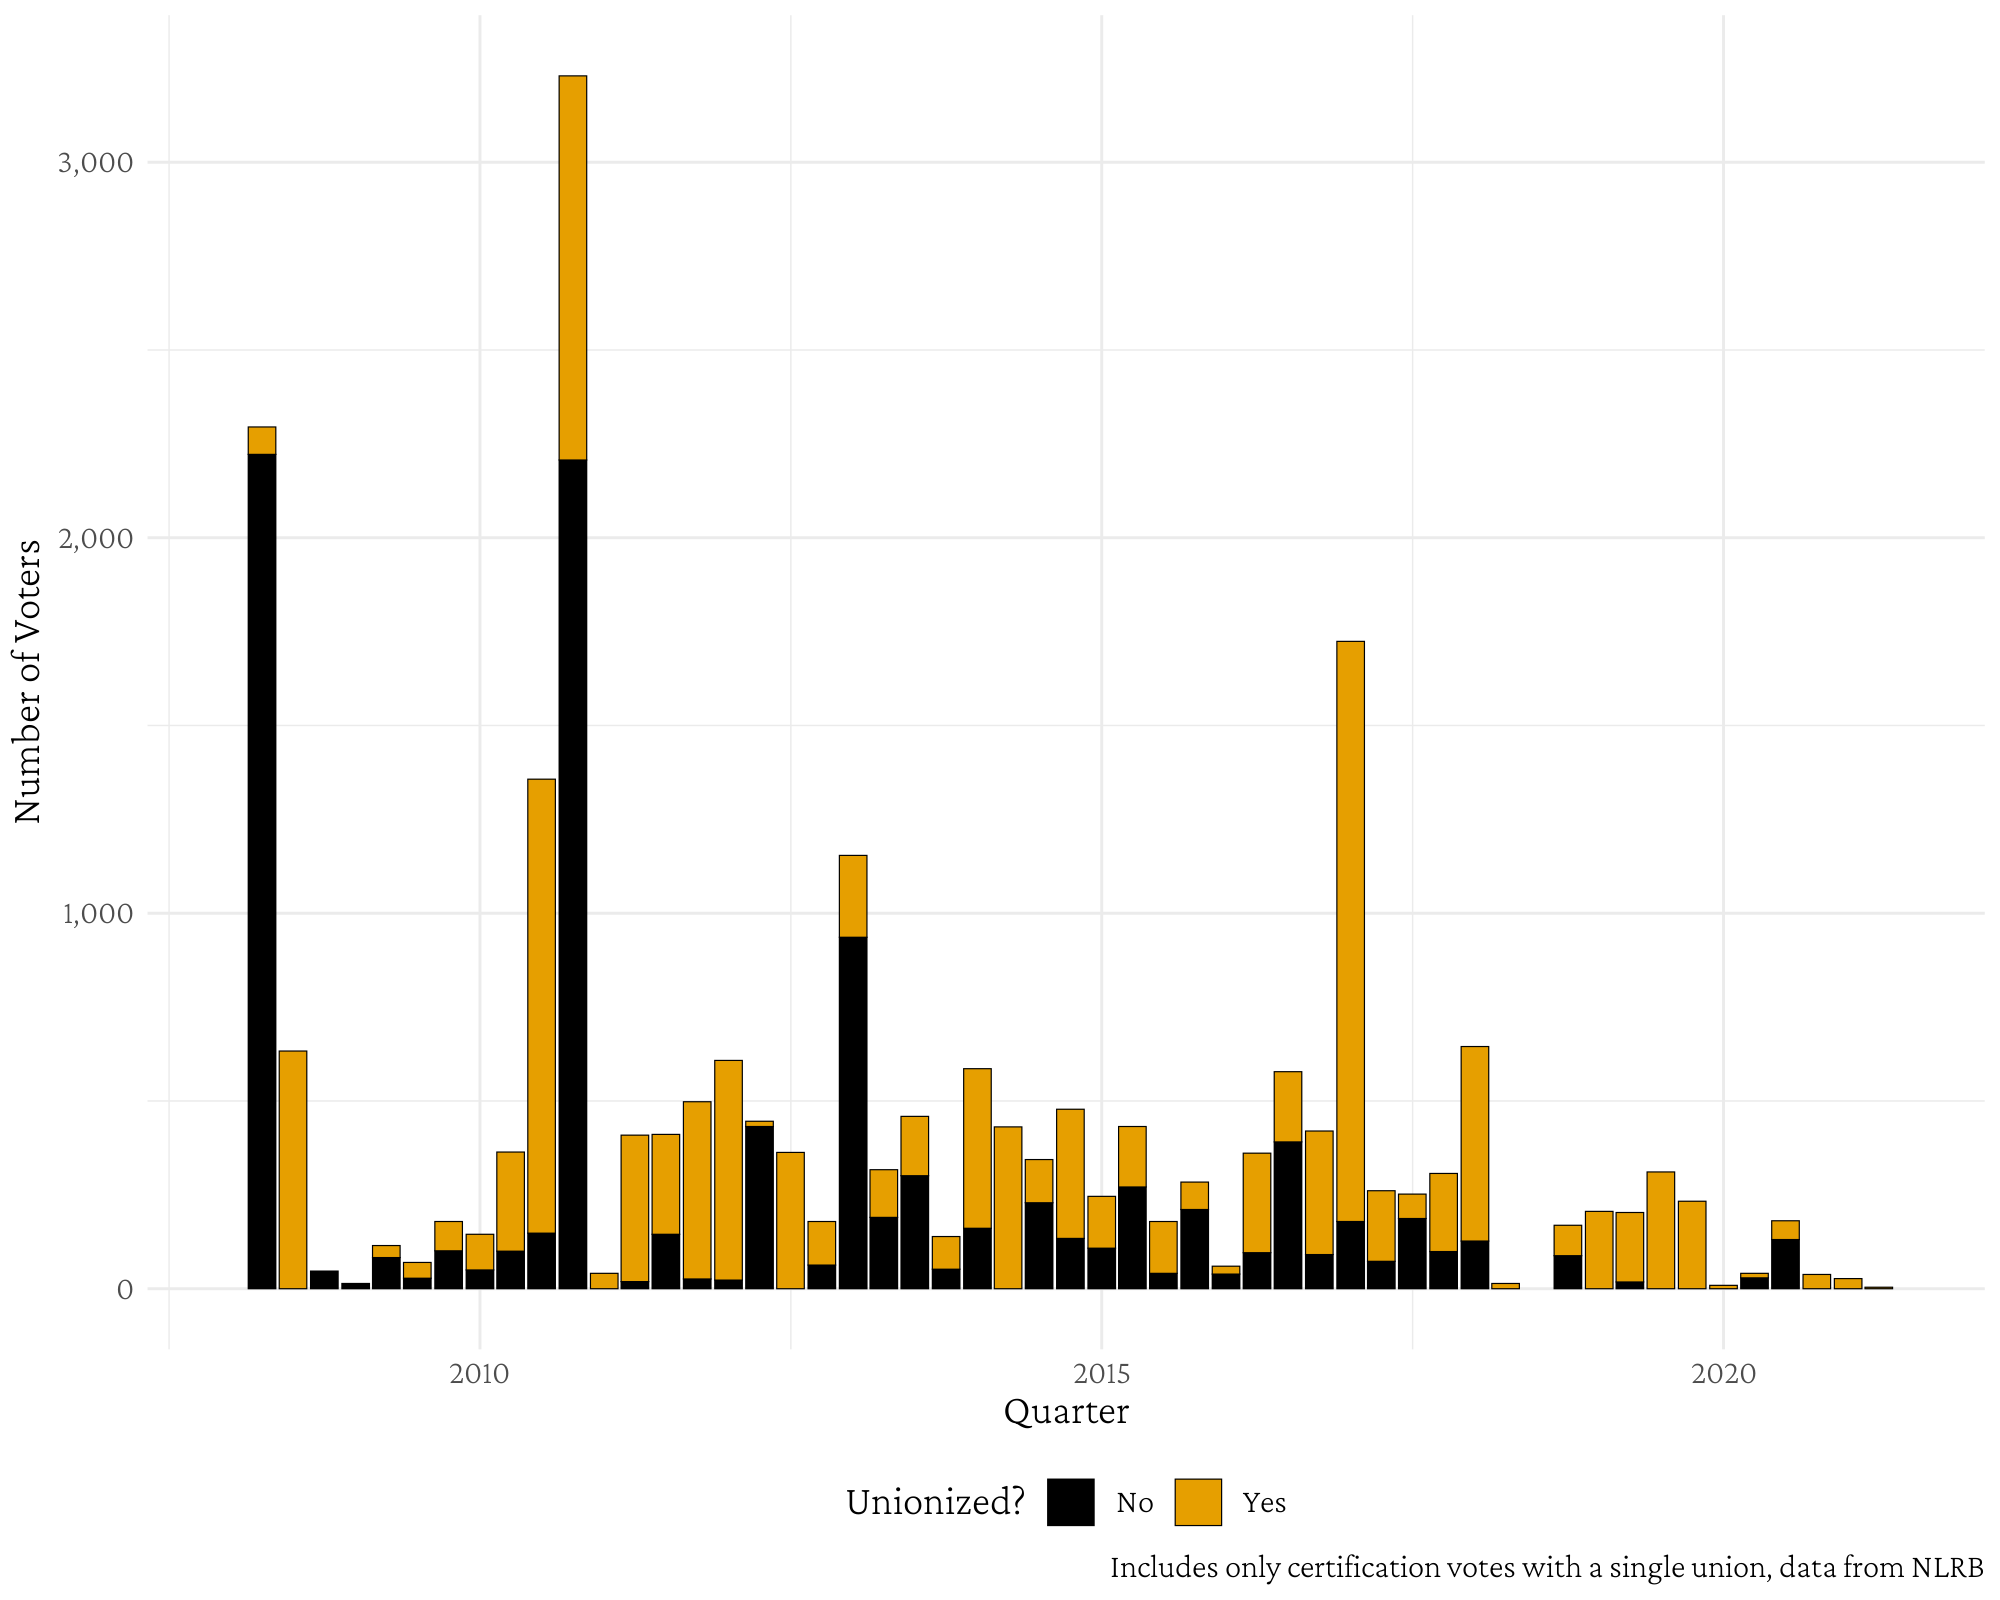 3,000
2,000
1,000
0
Number of Voters
2010
2015
2020
Quarter
Unionized? No Yes
Includes only certification votes with a single union, data from NLRB